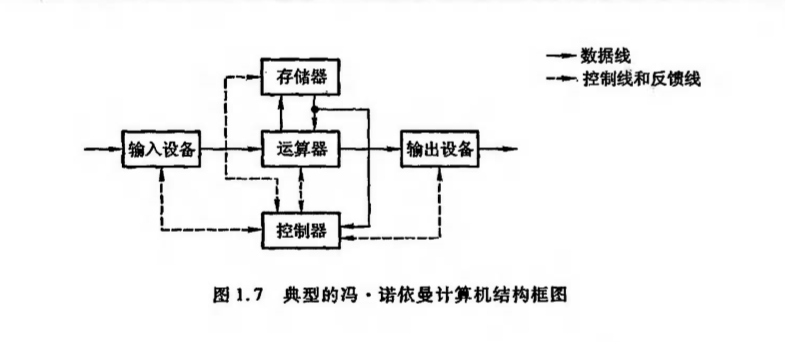 存储器
数据线
控制线和反馈线
输入设备
运算器
输出设备
控制器
图1.7 典型的冯·诺依曼计算机结构框图